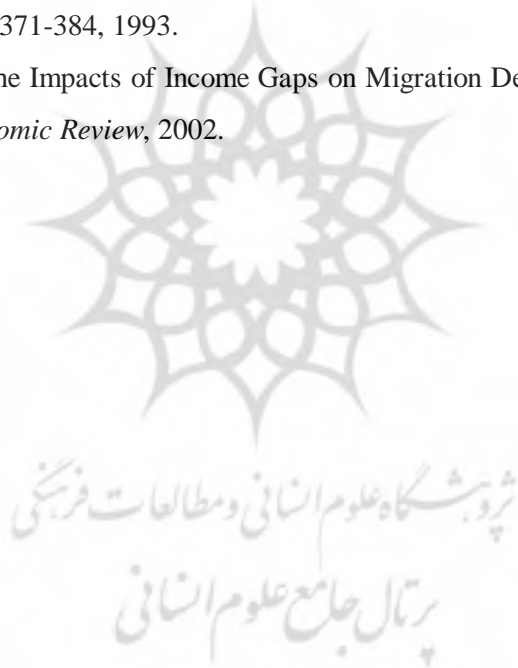 371-384, 1993.
he Impacts of Income Gaps on Migration De
omic Review, 2002.
پژوهشگاه علوم انسانی و مطالعات فرهنگی
پرتال جامع علوم انسانی